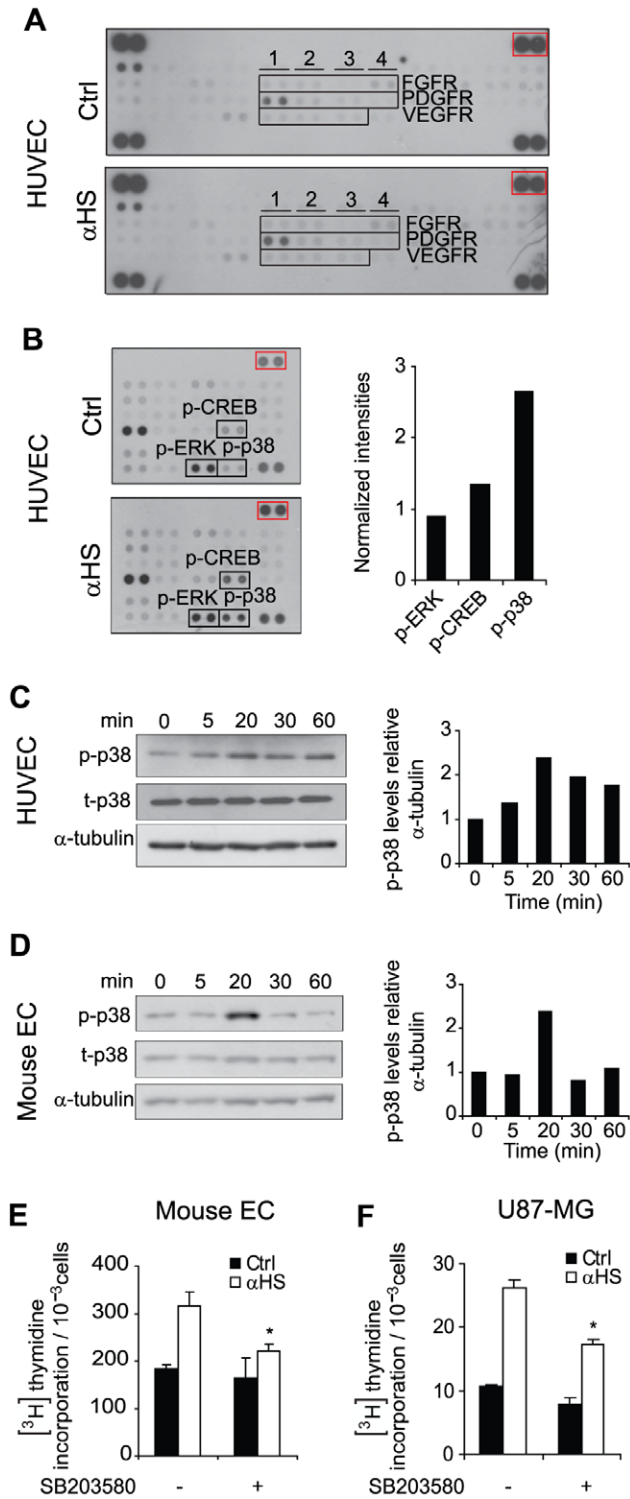 A
HUVEC
Ctrl
1 2 3 4
FGFR
PDGFR
VEGFR
αHS
1 2 3 4
FGFR
PDGFR
VEGFR
B
HUVEC
Ctrl
p-CREB
p-ERK p-p38
αHS
p-CREB
p-ERK p-p38
Normalized intensities
3
2
1
0
p-ERK
p-CREB
p-p38
C
HUVEC
min 0 5 20 30 60
p-p38
t-p38
α-tubulin
p-p38 levels relative
α-tubulin
3
2
1
0
0 5 20 30 60
Time (min)
D
Mouse EC
min 0 5 20 30 60
p-p38
t-p38
α-tubulin
p-p38 levels relative
α-tubulin
3
2
1
0
0 5 20 30 60
Time (min)
E
Mouse EC
[³H] thymidine
incorporation / 10⁻³cells
400
300
200
100
0
Ctrl
αHS
*
SB203580 - +
F
U87-MG
[³H] thymidine
incorporation / 10⁻³cells
30
20
10
0
Ctrl
αHS
*
SB203580 - +